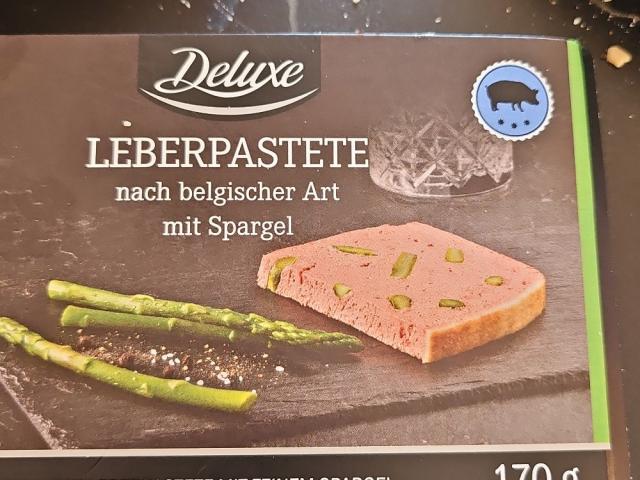 Deluxe
LEBERPASTETE
nach belgischer Art
mit Spargel
170 g